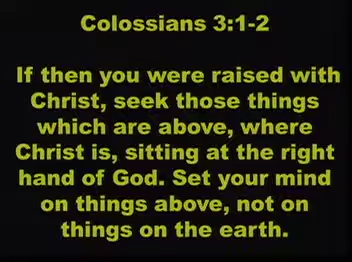 Colossians 3:1-2
If then you were raised with
Christ, seek those things
which are above, where
Christ is, sitting at the right
hand of God. Set your mind
on things above, not on
things on the earth.